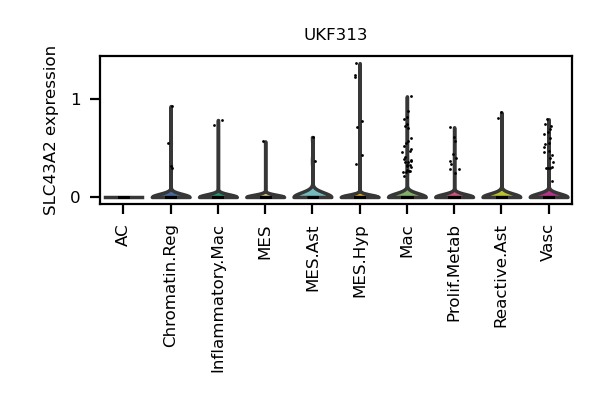 UKF313
SLC43A2 expression
1
0
AC
Chromatin.Reg
Inflammatory.Mac
MES
MES.Ast
MES.Hyp
Mac
Prolif.Metab
Reactive.Ast
Vasc